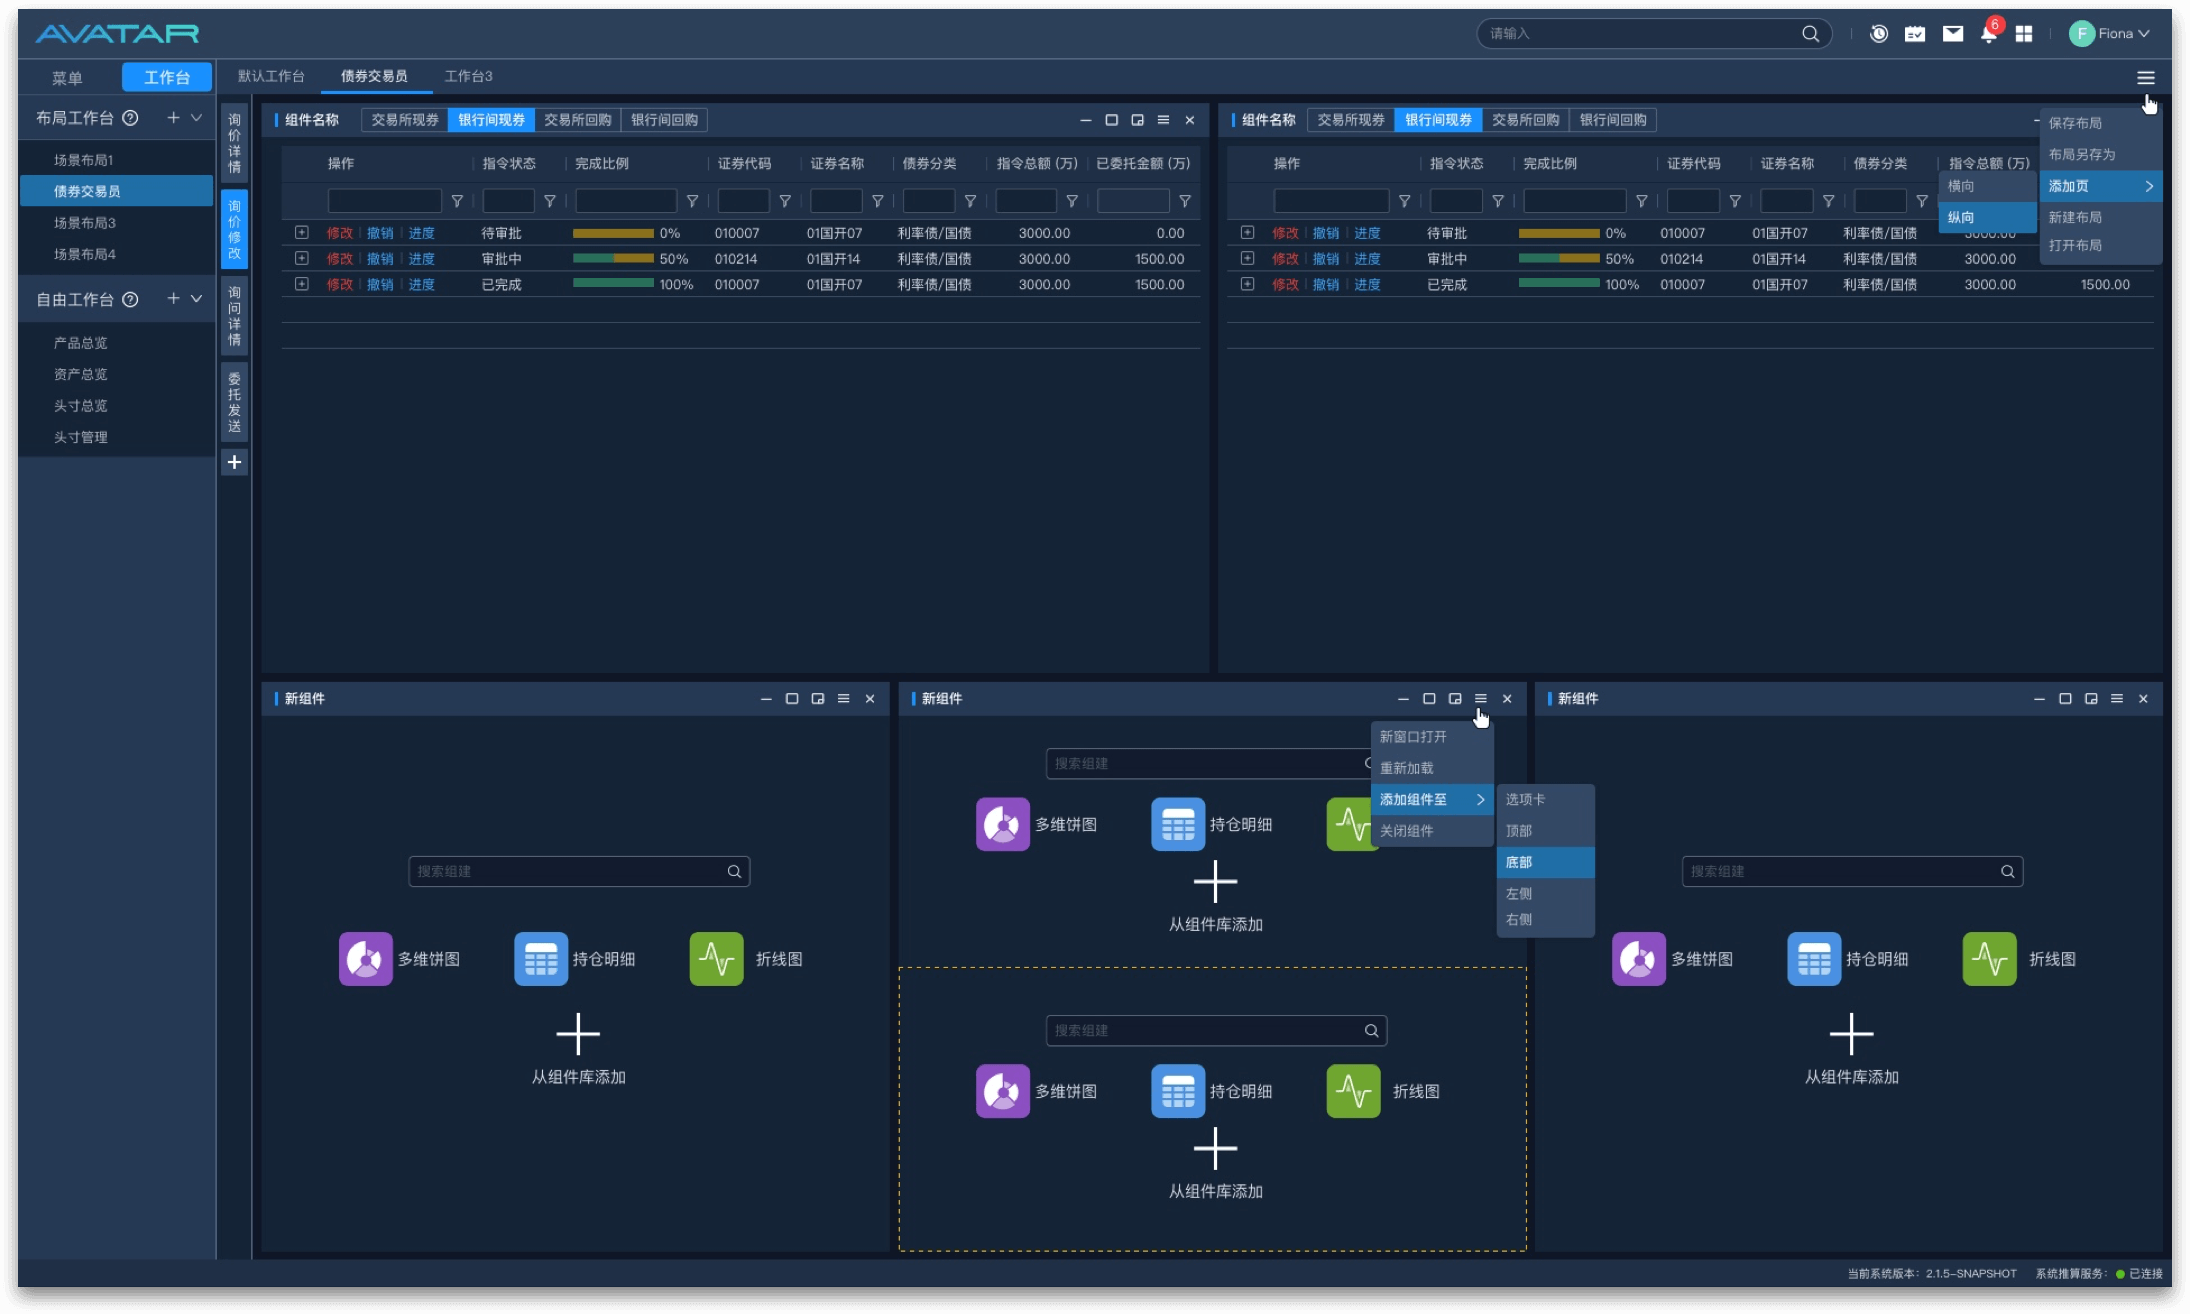 AVATAR
请输入
6
F
Fiona
菜单
工作台
默认工作台
债券交易员
工作台3
布局工作台
场景布局1
债券交易员
场景布局3
场景布局4
自由工作台
产品总览
资产总览
头寸总览
头寸管理
询价详情
询价修改
询问详情
委托发送
组件名称 交易所现券 银行间现券 交易所回购 银行间回购
操作 指令状态 完成比例 证券代码 证券名称 债券分类 指令总额 (万) 已委托金额 (万)
修改 撤销 进度 待审批 0% 010007 01国开07 利率债/国债 3000.00 0.00
修改 撤销 进度 审批中 50% 010214 01国开14 利率债/国债 3000.00 1500.00
修改 撤销 进度 已完成 100% 010007 01国开07 利率债/国债 3000.00 1500.00
组件名称 交易所现券 银行间现券 交易所回购 银行间回购
操作 指令状态 完成比例 证券代码 证券名称 债券分类 指令总额 (万)
修改 撤销 进度 待审批 0% 010007 01国开07 利率债/国债 3000.00
修改 撤销 进度 审批中 50% 010214 01国开14 利率债/国债 3000.00
修改 撤销 进度 已完成 100% 010007 01国开07 利率债/国债 3000.00 1500.00
保存布局
布局另存为
添加页
新建布局
打开布局
横向
纵向
新组件
搜索组建
多维饼图 持仓明细 折线图
从组件库添加
新组件
搜索组建
多维饼图 持仓明细
从组件库添加
新窗口打开
重新加载
添加组件至
关闭组件
选项卡
顶部
底部
左侧
右侧
搜索组建
多维饼图 持仓明细 折线图
从组件库添加
新组件
搜索组建
多维饼图 持仓明细 折线图
从组件库添加
当前系统版本：2.1.5-SNAPSHOT 系统推算服务： 已连接